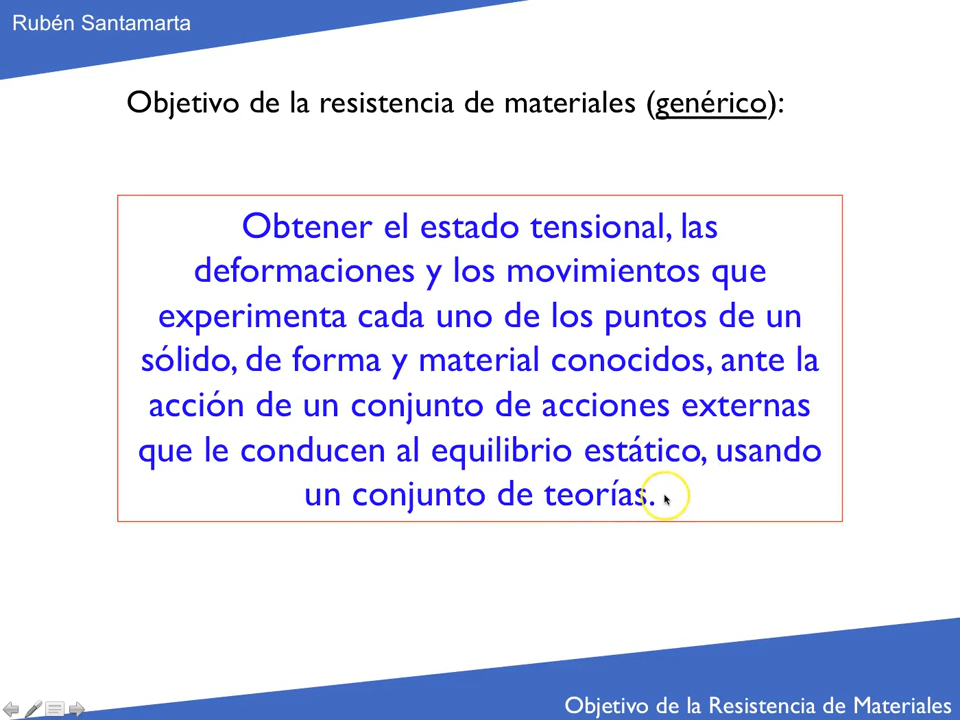 Rubén Santamarta
Objetivo de la resistencia de materiales (genérico):
Obtener el estado tensional, las
deformaciones y los movimientos que
experimenta cada uno de los puntos de un
sólido, de forma y material conocidos, ante la
acción de un conjunto de acciones externas
que le conducen al equilibrio estático, usando
un conjunto de teorías.
Objetivo de la Resistencia de Materiales